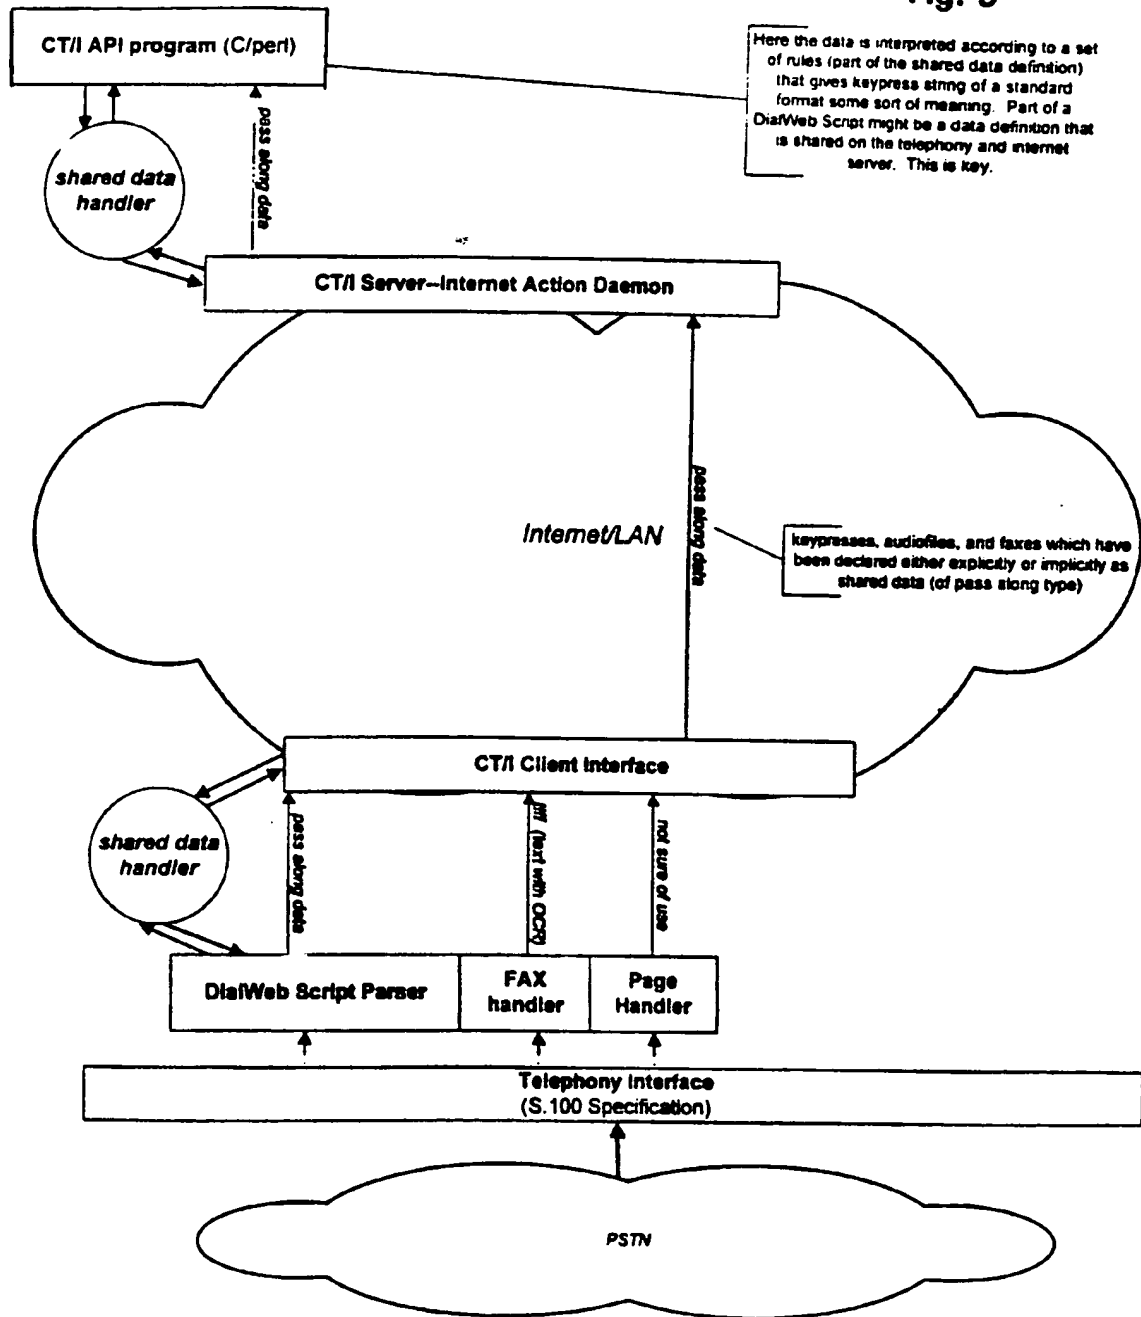 CT/I API program (C/perl)
Here the data is interpreted according to a set
of rules (part of the shared data definition)
that gives keypress string of a standard
format some sort of meaning. Part of a
DialWeb Script might be a data definition that
is shared on the telephony and internet
server. This is key.
pass along data
shared data
handler
CT/I Server--Internet Action Daemon
Internet/LAN
pass along data
keypresses, audiofiles, and faxes which have
been declared either explicitly or implicitly as
shared data (of pass along type)
CT/I Client Interface
shared data
handler
pass along data
(text with OCR)
not sure of use
DialWeb Script Parser
FAX
handler
Page
Handler
Telephony Interface
(S.100 Specification)
PSTN